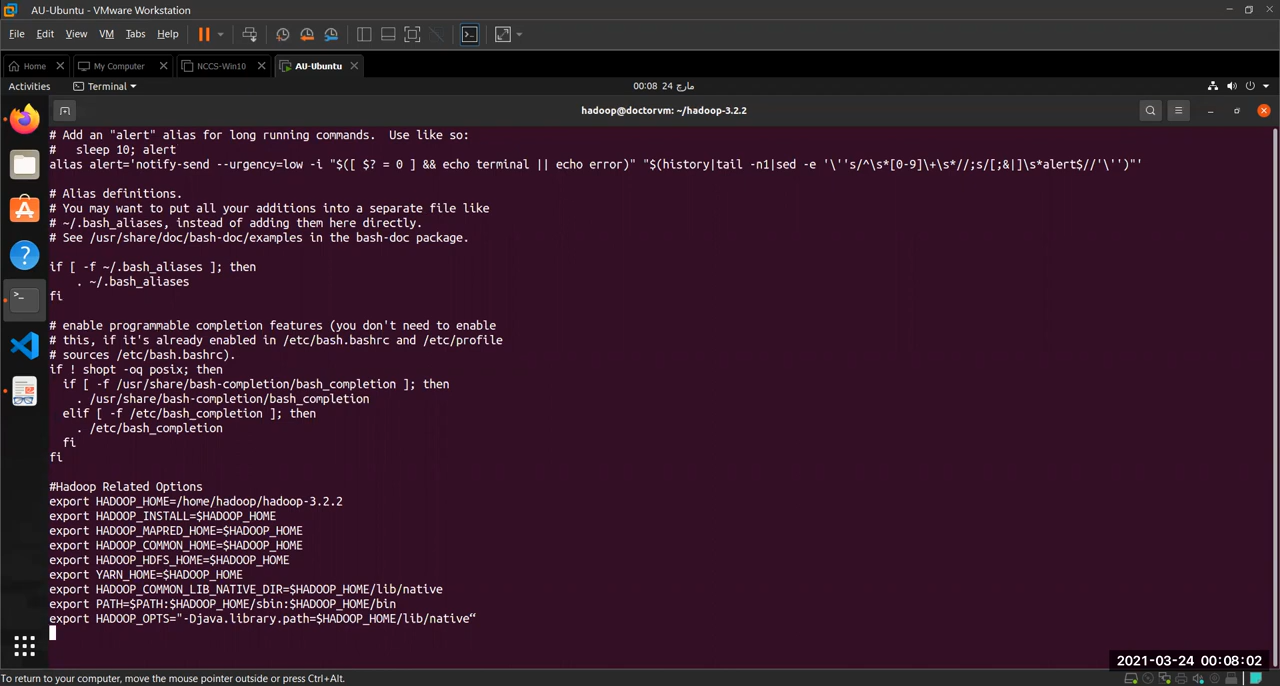 AU-Ubuntu - VMware Workstation
File Edit View VM Tabs Help
Home My Computer NCCS-Win10 AU-Ubuntu
Activities Terminal 00:08 24 مارچ
hadoop@doctorvm: ~/hadoop-3.2.2
# Add an "alert" alias for long running commands.  Use like so:
#   sleep 10; alert
alias alert='notify-send --urgency=low -i "$([ $? = 0 ] && echo terminal || echo error)" "$(history|tail -n1|sed -e '\''s/^\s*[0-9]\+\s*//;s/[;&|]\s*alert$//'\'')"'
# Alias definitions.
# You may want to put all your additions into a separate file like
# ~/.bash_aliases, instead of adding them here directly.
# See /usr/share/doc/bash-doc/examples in the bash-doc package.
if [ -f ~/.bash_aliases ]; then
    . ~/.bash_aliases
fi
# enable programmable completion features (you don't need to enable
# this, if it's already enabled in /etc/bash.bashrc and /etc/profile
# sources /etc/bash.bashrc).
if ! shopt -oq posix; then
  if [ -f /usr/share/bash-completion/bash_completion ]; then
    . /usr/share/bash-completion/bash_completion
  elif [ -f /etc/bash_completion ]; then
    . /etc/bash_completion
  fi
fi
#Hadoop Related Options
export HADOOP_HOME=/home/hadoop/hadoop-3.2.2
export HADOOP_INSTALL=$HADOOP_HOME
export HADOOP_MAPRED_HOME=$HADOOP_HOME
export HADOOP_COMMON_HOME=$HADOOP_HOME
export HADOOP_HDFS_HOME=$HADOOP_HOME
export YARN_HOME=$HADOOP_HOME
export HADOOP_COMMON_LIB_NATIVE_DIR=$HADOOP_HOME/lib/native
export PATH=$PATH:$HADOOP_HOME/sbin:$HADOOP_HOME/bin
export HADOOP_OPTS="-Djava.library.path=$HADOOP_HOME/lib/native“
2021-03-24 00:08:02
To return to your computer, move the mouse pointer outside or press Ctrl+Alt.